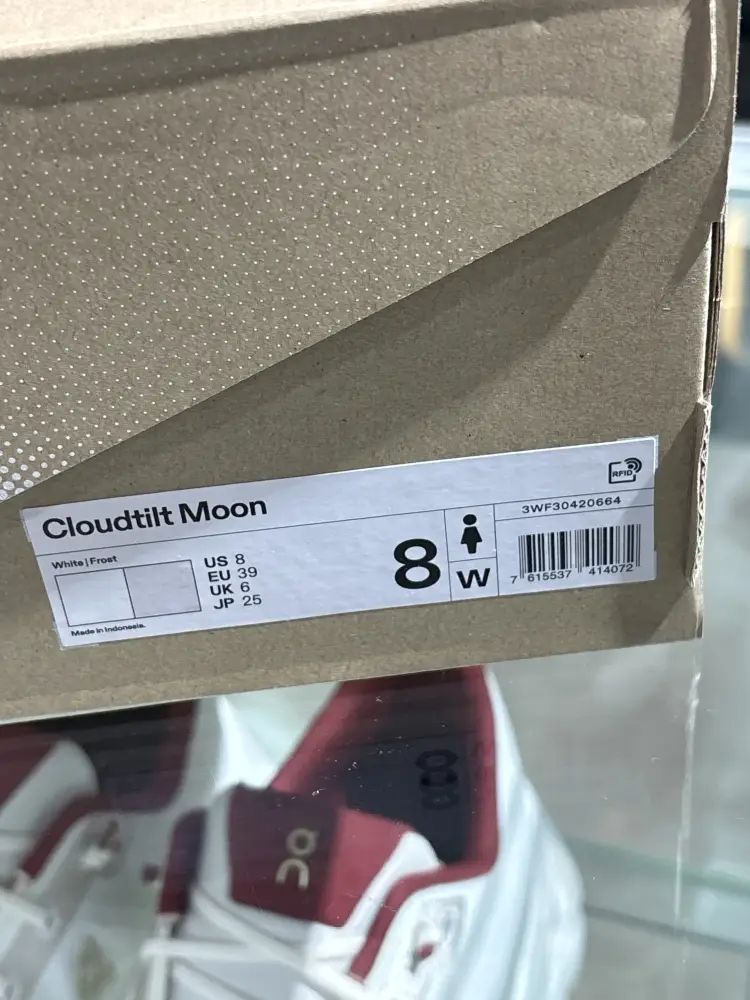 RFID
Cloudtilt Moon
3WF30420664
White | Frost
US 8
EU 39
UK 6
JP 25
8
W
7 615537 414072
Made in Indonesia.